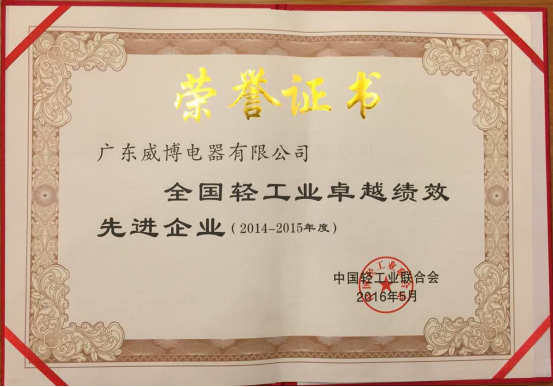 荣誉证书
广东威博电器有限公司
全国轻工业卓越绩效
先进企业(2014-2015年度)
中国轻工业联合会
2016年5月